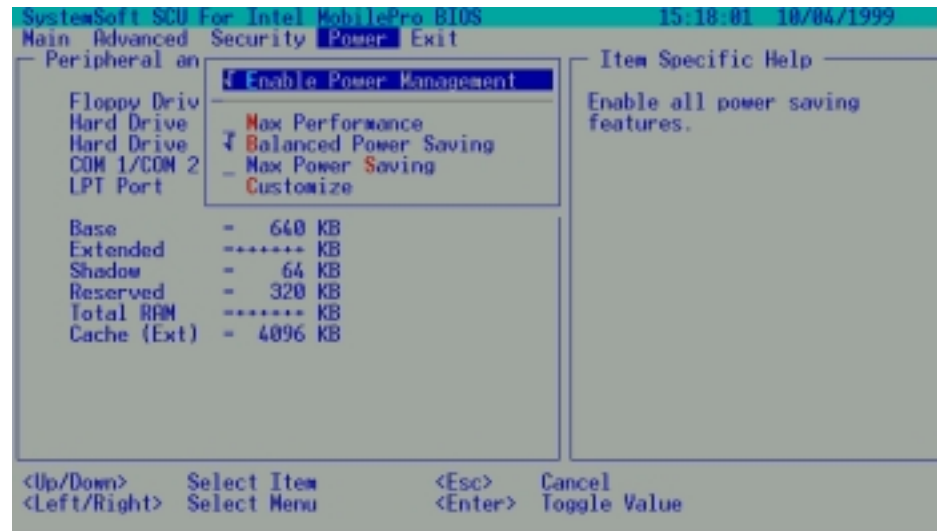 SystemSoft SCU For Intel MobilePro BIOS 15:18:01 10/04/1999
Main Advanced Security Power Exit
Peripheral an
√ Enable Power Management
Max Performance
√ Balanced Power Saving
_ Max Power Saving
Customize
Floppy Driv
Hard Drive
Hard Drive
COM 1/COM 2
LPT Port
Base = 640 KB
Extended =++++++ KB
Shadow = 64 KB
Reserved = 320 KB
Total RAM =++++++ KB
Cache (Ext) = 4096 KB
Item Specific Help
Enable all power saving
features.
<Up/Down> Select Item <Esc> Cancel
<Left/Right> Select Menu <Enter> Toggle Value